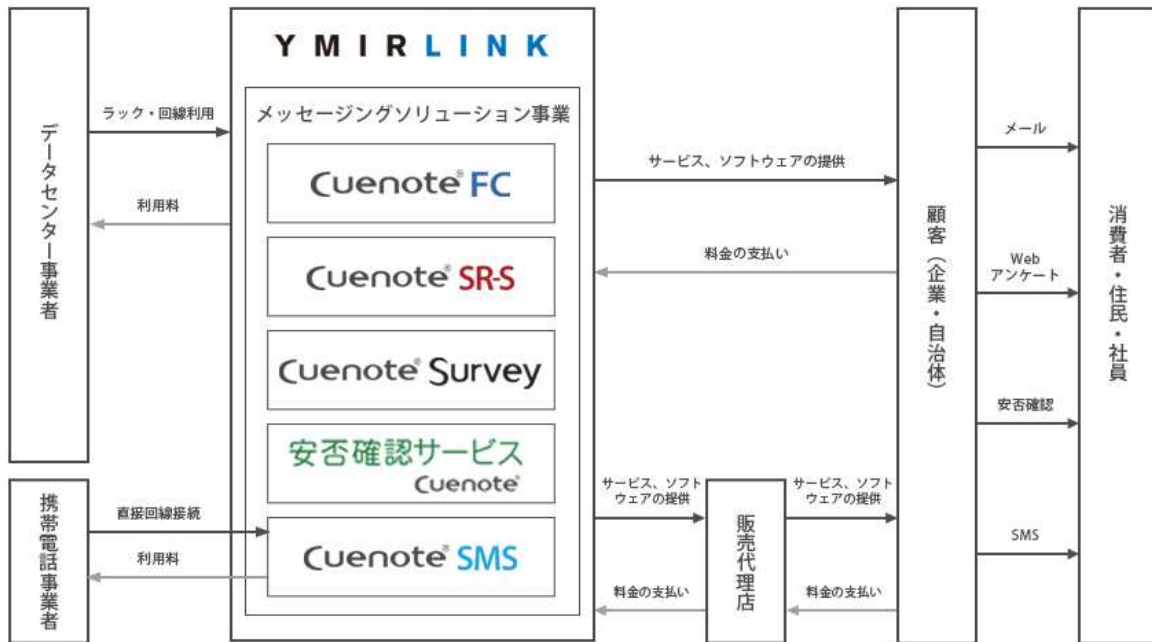 データセンター事業者
ラック・回線利用
利用料
携帯電話事業者
直接回線接続
利用料
YMIRLINK
メッセージングソリューション事業
Cuenote® FC
Cuenote® SR-S
Cuenote® Survey
安否確認サービス
Cuenote®
Cuenote® SMS
サービス、ソフトウェアの提供
料金の支払い
サービス、ソフト
ウェアの提供
料金の支払い
販売代理店
サービス、ソフト
ウェアの提供
料金の支払い
顧客（企業・自治体）
メール
Web
アンケート
安否確認
SMS
消費者・住民・社員